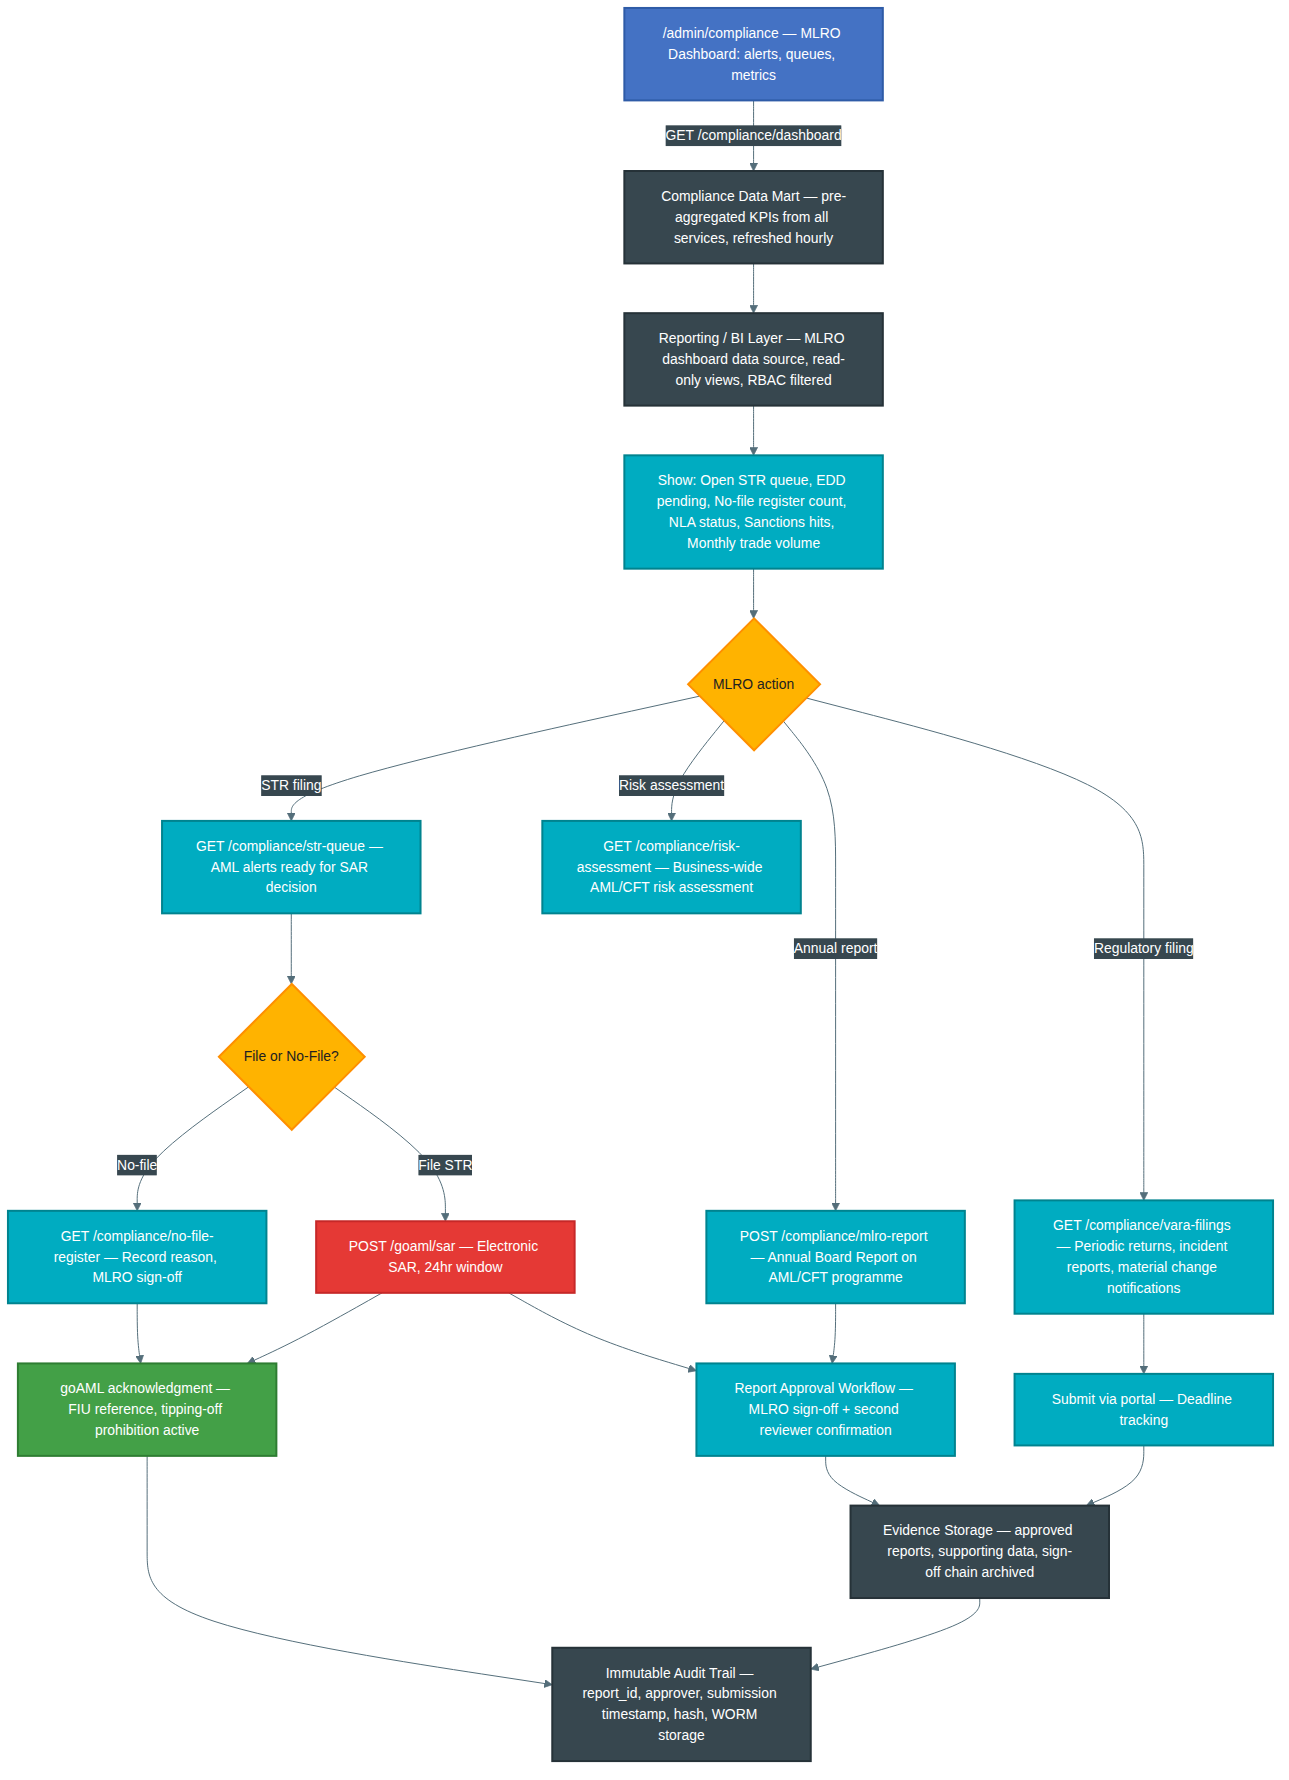 /admin/compliance — MLRO
Dashboard: alerts, queues,
metrics
GET /compliance/dashboard
Compliance Data Mart — pre-
aggregated KPIs from all
services, refreshed hourly
Reporting / BI Layer — MLRO
dashboard data source, read-
only views, RBAC filtered
Show: Open STR queue, EDD
pending, No-file register count,
NLA status, Sanctions hits,
Monthly trade volume
MLRO action
STR filing
Risk assessment
GET /compliance/str-queue —
AML alerts ready for SAR
decision
GET /compliance/risk-
assessment — Business-wide
AML/CFT risk assessment
Annual report
Regulatory filing
File or No-File?
No-file
File STR
GET /compliance/no-file-
register — Record reason,
MLRO sign-off
POST /goaml/sar — Electronic
SAR, 24hr window
POST /compliance/mlro-report
— Annual Board Report on
AML/CFT programme
GET /compliance/vara-filings
— Periodic returns, incident
reports, material change
notifications
goAML acknowledgment —
FIU reference, tipping-off
prohibition active
Report Approval Workflow —
MLRO sign-off + second
reviewer confirmation
Submit via portal — Deadline
tracking
Evidence Storage — approved
reports, supporting data, sign-
off chain archived
Immutable Audit Trail —
report_id, approver, submission
timestamp, hash, WORM
storage